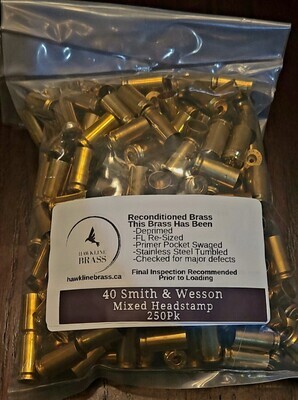 HAWKLINE
BRASS
hawklinebrass.ca
Reconditioned Brass
This Brass Has Been
-Deprimed
-FL Re-Sized
-Primer Pocket Swaged
-Stainless Steel Tumbled
-Checked for major defects
Final Inspection Recommended
Prior to Loading
40 Smith & Wesson
Mixed Headstamp
250Pk